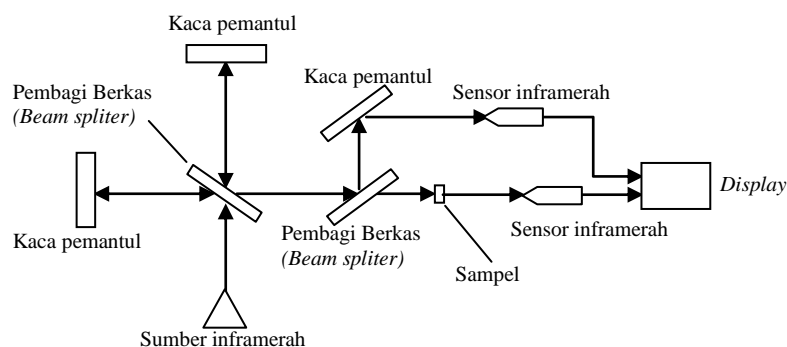 Kaca pemantul
Kaca pemantul
Sensor inframerah
Pembagi Berkas
(Beam spliter)
Display
Kaca pemantul
Pembagi Berkas
(Beam spliter)
Sensor inframerah
Sampel
Sumber inframerah